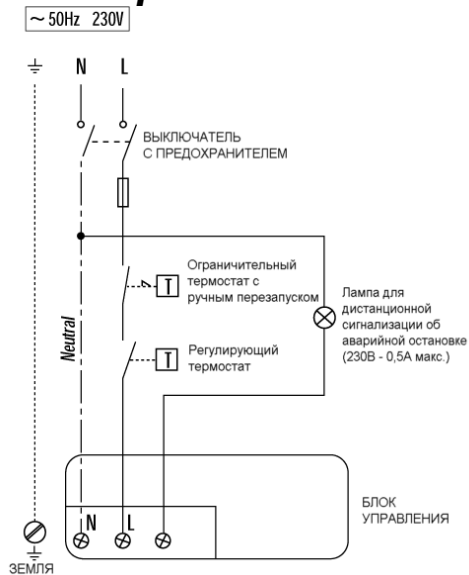 ~ 50Hz 230V
N L
ВЫКЛЮЧАТЕЛЬ
С ПРЕДОХРАНИТЕЛЕМ
Ограничительный
термостат с
ручным перезапуском
T
Лампа для
дистанционной
сигнализации об
аварийной остановке
(230В - 0,5А макс.)
Neutral
Регулирующий
термостат
T
БЛОК
УПРАВЛЕНИЯ
N L
ЗЕМЛЯ